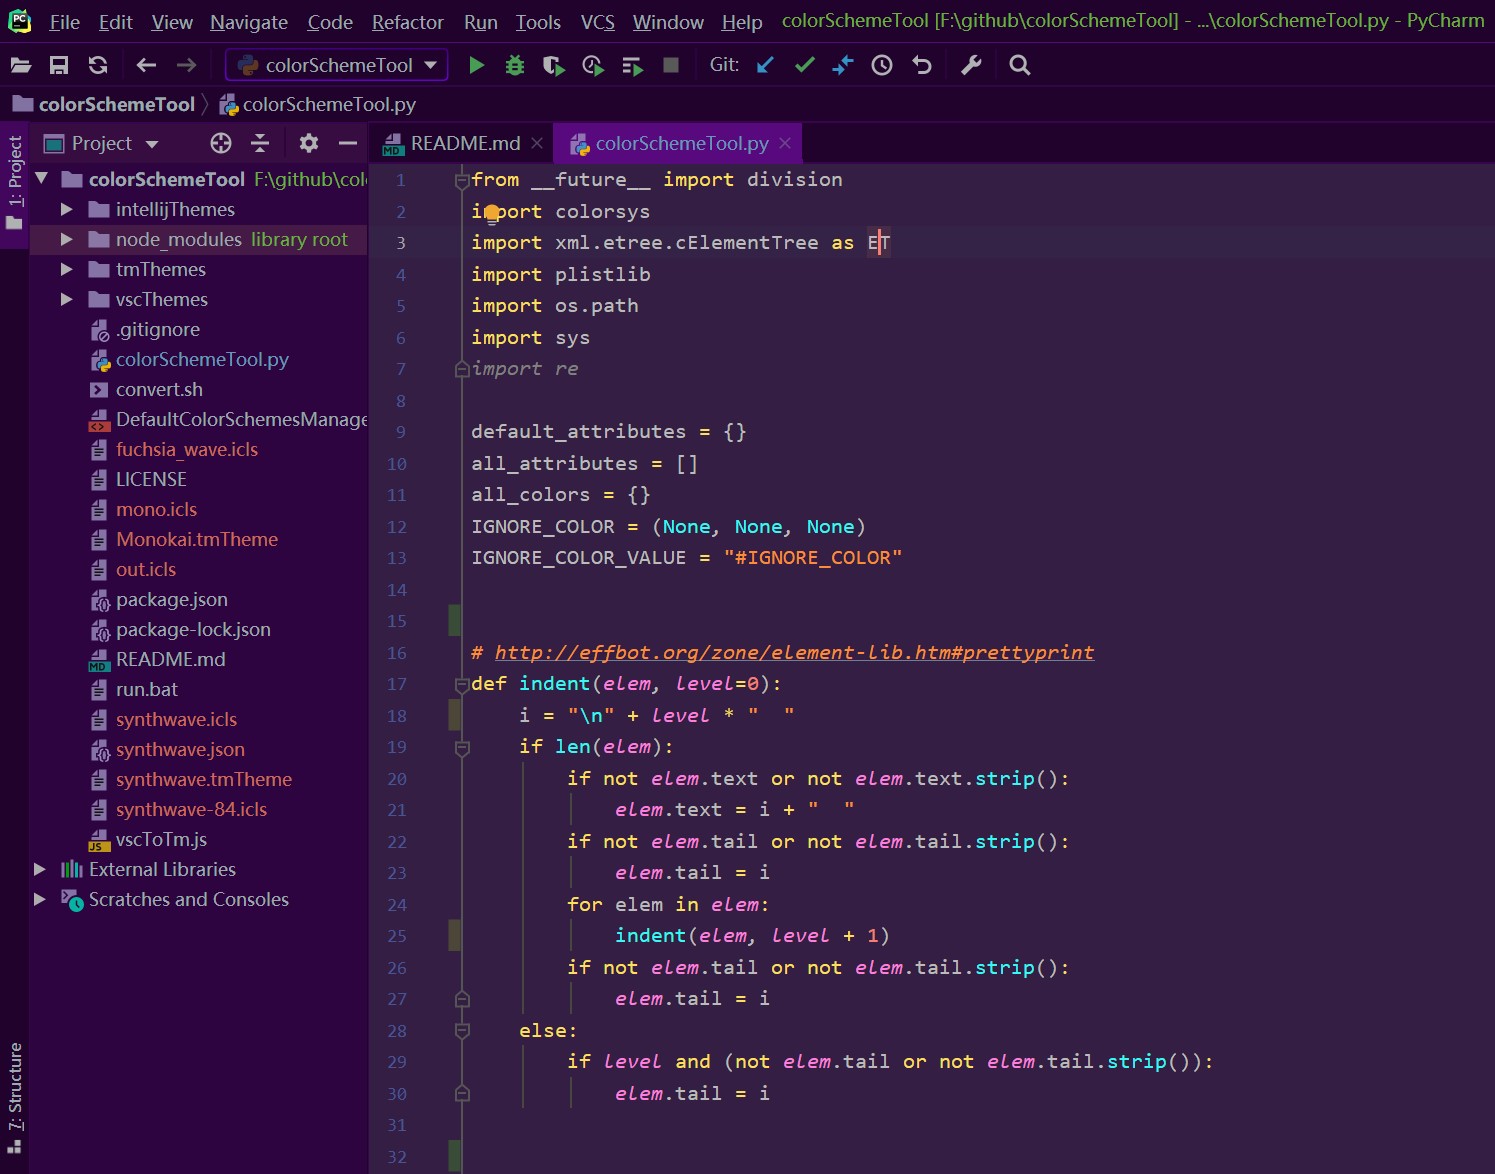 PC File Edit View Navigate Code Refactor Run Tools VCS Window Help colorSchemeTool [F:\github\colorSchemeTool] - ...\colorSchemeTool.py - PyCharm
colorSchemeTool Git:
colorSchemeTool colorSchemeTool.py
1: Project
Project
colorSchemeTool F:\github\col
intellijThemes
node_modules library root
tmThemes
vscThemes
.gitignore
colorSchemeTool.py
convert.sh
DefaultColorSchemesManage
fuchsia_wave.icls
LICENSE
mono.icls
Monokai.tmTheme
out.icls
package.json
package-lock.json
MD README.md
run.bat
synthwave.icls
synthwave.json
synthwave.tmTheme
synthwave-84.icls
JS vscToTm.js
External Libraries
Scratches and Consoles
7: Structure
MD README.md colorSchemeTool.py
1 from __future__ import division
2 import colorsys
3 import xml.etree.cElementTree as ET
4 import plistlib
5 import os.path
6 import sys
7 import re
8
9 default_attributes = {}
10 all_attributes = []
11 all_colors = {}
12 IGNORE_COLOR = (None, None, None)
13 IGNORE_COLOR_VALUE = "#IGNORE_COLOR"
14
15
16 # http://effbot.org/zone/element-lib.htm#prettyprint
17 def indent(elem, level=0):
18     i = "\n" + level * "  "
19     if len(elem):
20         if not elem.text or not elem.text.strip():
21             elem.text = i + "  "
22         if not elem.tail or not elem.tail.strip():
23             elem.tail = i
24         for elem in elem:
25             indent(elem, level + 1)
26         if not elem.tail or not elem.tail.strip():
27             elem.tail = i
28     else:
29         if level and (not elem.tail or not elem.tail.strip()):
30             elem.tail = i
31
32